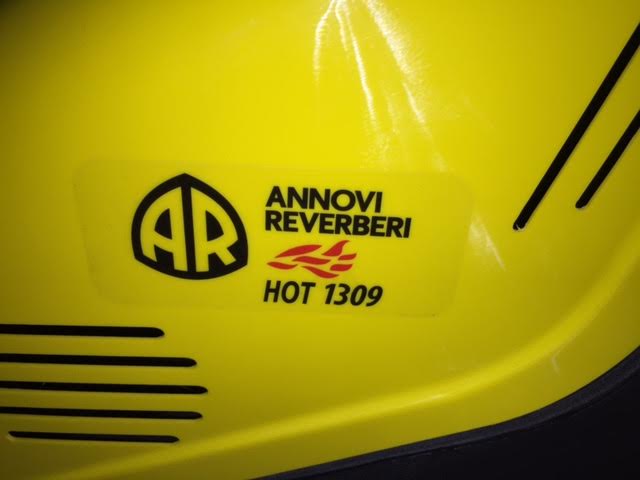 AR
ANNOVI
REVERBERI
HOT 1309